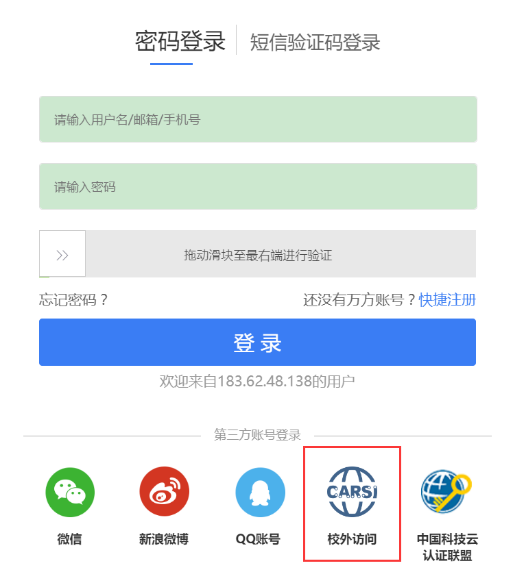 密码登录 短信验证码登录
请输入用户名/邮箱/手机号
请输入密码
拖动滑块至最右端进行验证
忘记密码？ 还没有万方账号？快捷注册
登 录
欢迎来自183.62.48.138的用户
第三方账号登录
CARSI
微信 新浪微博 QQ账号 校外访问 中国科技云
认证联盟